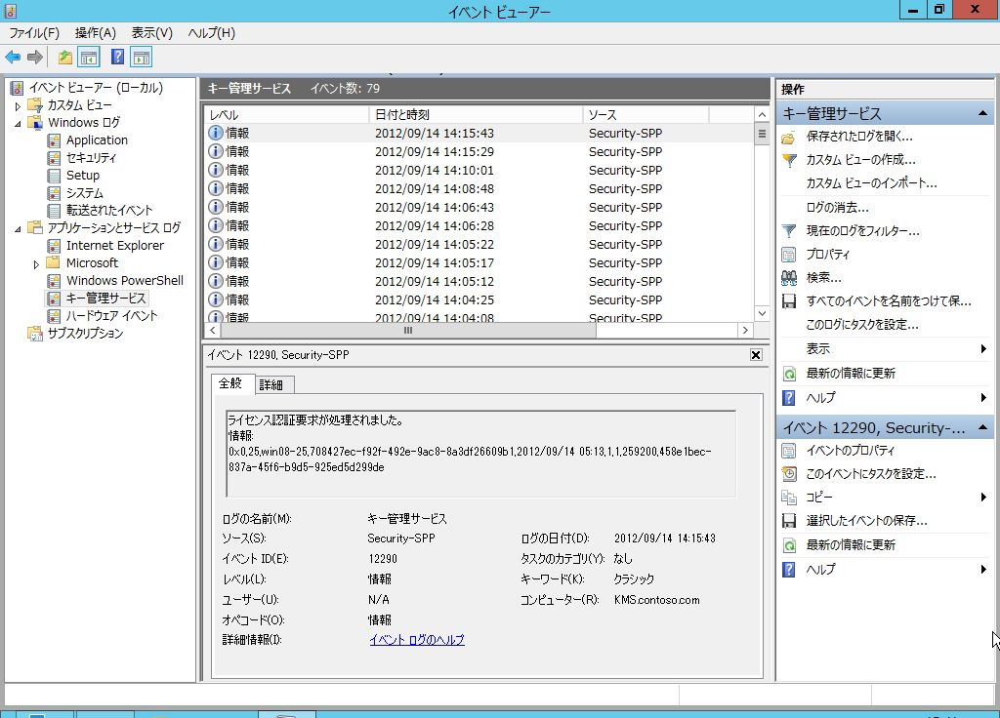 イベント ビューアー
ファイル(F) 操作(A) 表示(V) ヘルプ(H)
イベント ビューアー (ローカル)
カスタム ビュー
Windows ログ
Application
セキュリティ
Setup
システム
転送されたイベント
アプリケーションとサービス ログ
Internet Explorer
Microsoft
Windows PowerShell
キー管理サービス
ハードウェア イベント
サブスクリプション
キー管理サービス イベント数: 79
レベル 日付と時刻 ソース
情報 2012/09/14 14:15:43 Security-SPP
情報 2012/09/14 14:15:29 Security-SPP
情報 2012/09/14 14:10:01 Security-SPP
情報 2012/09/14 14:08:48 Security-SPP
情報 2012/09/14 14:06:43 Security-SPP
情報 2012/09/14 14:06:28 Security-SPP
情報 2012/09/14 14:05:22 Security-SPP
情報 2012/09/14 14:05:17 Security-SPP
情報 2012/09/14 14:05:12 Security-SPP
情報 2012/09/14 14:04:25 Security-SPP
情報 2012/09/14 14:04:08 Security-SPP
イベント 12290, Security-SPP
全般 詳細
ライセンス認証要求が処理されました。
情報:
0x0,25,win08-25,708427ec-f92f-492e-9ac8-8a3df26609b1,2012/09/14 05:13,1,1,259200,458e1bec-
837a-45f6-b9d5-925ed5d299de
ログの名前(M): キー管理サービス
ソース(S): Security-SPP ログの日付(D): 2012/09/14 14:15:43
イベント ID(E): 12290 タスクのカテゴリ(Y): なし
レベル(L): 情報 キーワード(K): クラシック
ユーザー(U): N/A コンピューター(R): KMS.contoso.com
オペコード(O): 情報
詳細情報(I): イベント ログのヘルプ
操作
キー管理サービス
保存されたログを開く...
カスタム ビューの作成...
カスタム ビューのインポート...
ログの消去...
現在のログをフィルター...
プロパティ
検索...
すべてのイベントを名前をつけて保...
このログにタスクを設定...
表示
最新の情報に更新
ヘルプ
イベント 12290, Security-...
イベントのプロパティ
このイベントにタスクを設定...
コピー
選択したイベントの保存...
最新の情報に更新
ヘルプ